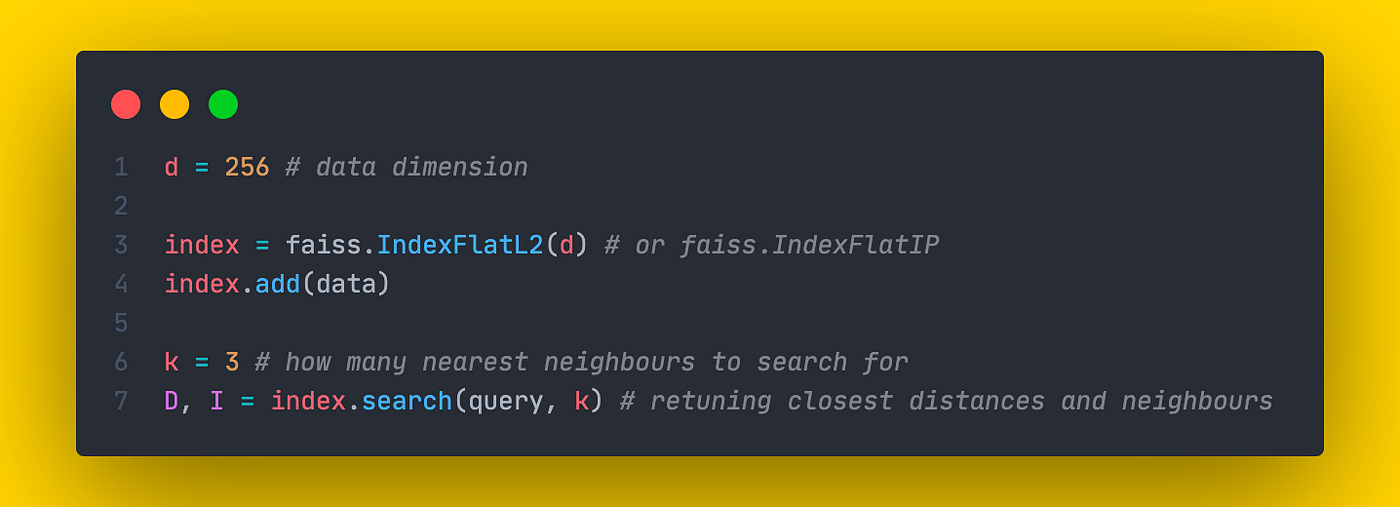 1 d = 256 # data dimension
2
3 index = faiss.IndexFlatL2(d) # or faiss.IndexFlatIP
4 index.add(data)
5
6 k = 3 # how many nearest neighbours to search for
7 D, I = index.search(query, k) # retuning closest distances and neighbours